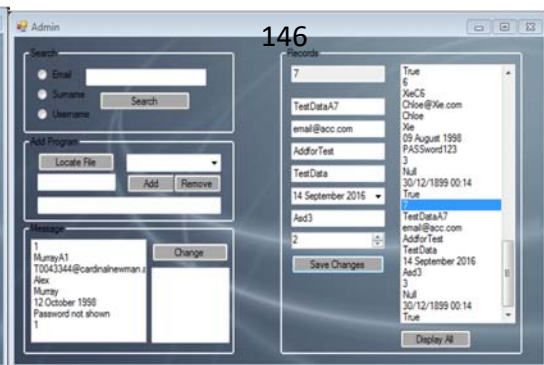 Admin
146
Search
Email
Surname
Username
Search
Add Program
Locate File
Add
Remove
Message
1
MurrayA1
T0043344@cardinalnewman.a
Alex
Murray
12 October 1998
Password not shown
1
Change
Records
7
TestDataA7
email@acc.com
AddforTest
TestData
14 September 2016
Asd3
2
Save Changes
True
6
XieC6
Chloe@Xie.com
Chloe
Xie
09 August 1998
PASSword123
3
Null
30/12/1899 00:14
True
7
TestDataA7
email@acc.com
AddforTest
TestData
14 September 2016
Asd3
3
Null
30/12/1899 00:14
True
Display All